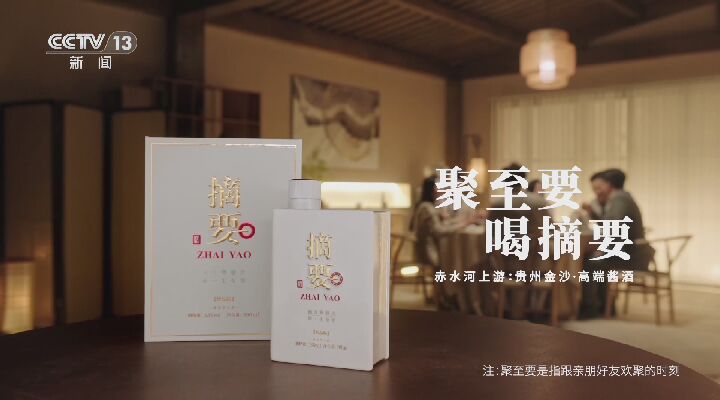 CCTV 13
新闻
摘要
ZHAI YAO
摘要
ZHAI YAO
聚至要
喝摘要
赤水河上游:贵州金沙·高端酱酒
注:聚至要是指跟亲朋好友欢聚的时刻